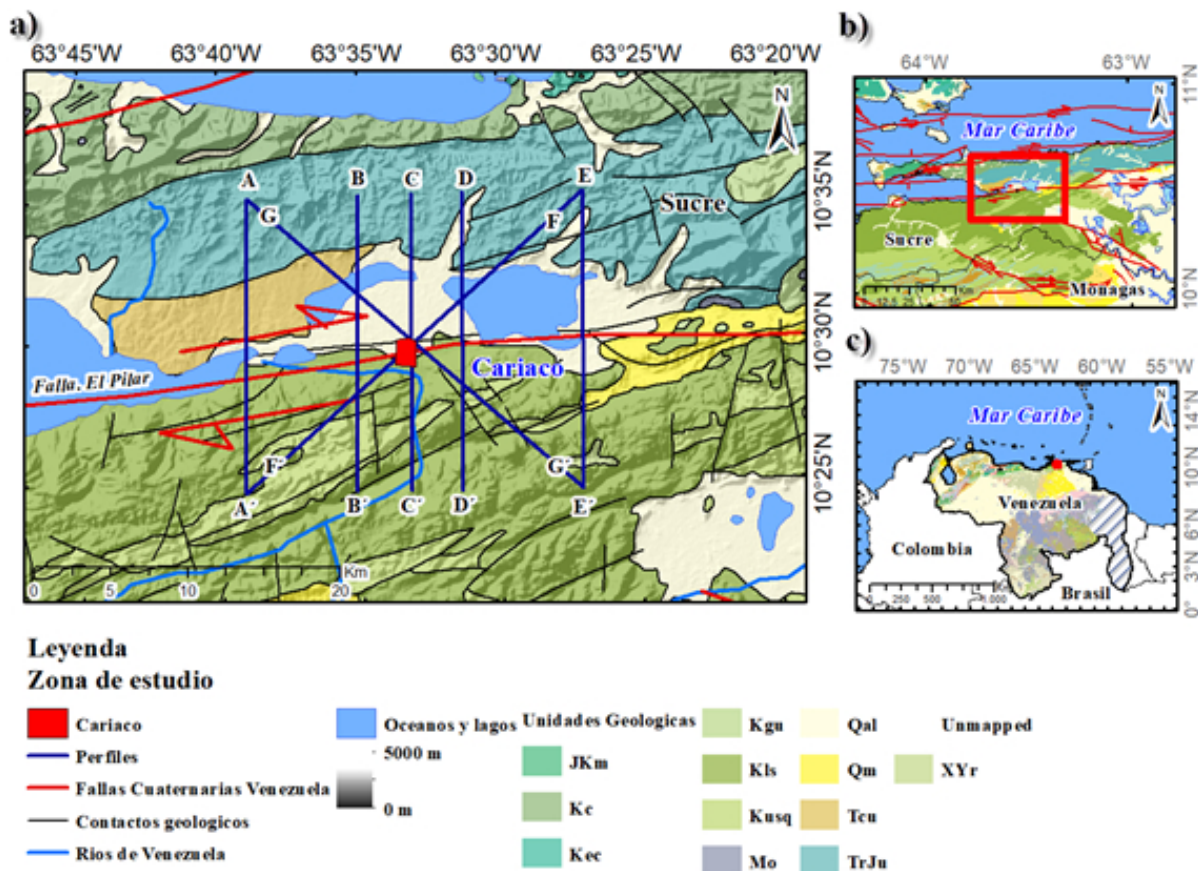 a)
63°45'W 63°40'W 63°35'W 63°30'W 63°25'W 63°20'W
N
A B C D E
G F
Sucre
10°35'N
10°30'N
10°25'N
Falla, El Pilar
Cariaco
F´ G´
A´ B´ C´ D´ E´
Km
0 5 10 20
b)
64°W 63°W
N
Mar Caribe
11°N
10°N
Sucre
Monagas
c)
75°W 70°W 65°W 60°W 55°W
N
Mar Caribe
14°N
10°N
6°N
3°N
0°
Venezuela
Colombia
Brasil
0 250 500
Leyenda
Zona de estudio
Cariaco
Perfiles
Fallas Cuaternarias Venezuela
Contactos geologicos
Rios de Venezuela
Oceanos y lagos
5000 m
0 m
Unidades Geologicas
JKm
Kc
Kec
Kgu
Kls
Kusq
Mo
Qal
Qm
Tcu
TrJu
Unmapped
XYr